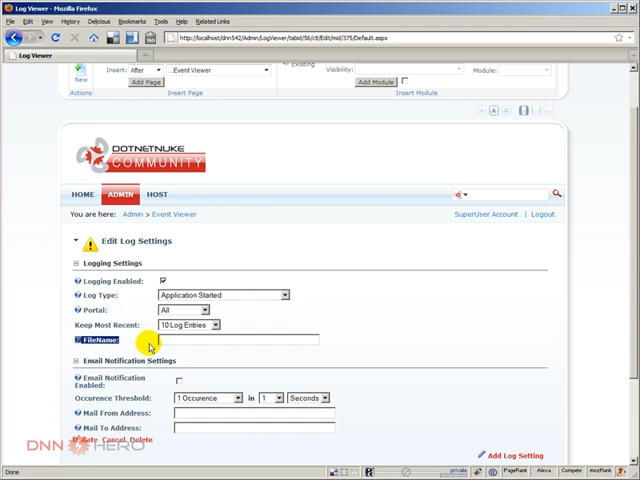 Log Viewer - Mozilla Firefox
File Edit View History Delicious Bookmarks Tools Help Related Links
http://localhost/dnn542/Admin/LogViewer/tabid/56/ctl/Edit/mid/375/Default.aspx
Log Viewer
Existing
Insert: After ...Event Viewer Visibility: Module:
New Add Page Add Module
Actions Insert Page Insert Module
A A A
DOTNETNUKE
COMMUNITY
HOME ADMIN HOST
You are here: Admin > Event Viewer SuperUser Account | Logout
Edit Log Settings
Logging Settings
Logging Enabled:
Log Type: Application Started
Portal: All
Keep Most Recent: 10 Log Entries
FileName:
Email Notification Settings
Email Notification
Enabled:
Occurence Threshold: 1 Occurence in 1 Seconds
Mail From Address:
Mail To Address:
Update Cancel Delete
DNN HERO
Add Log Setting
Done private PageRank Alexa Compete mozRank